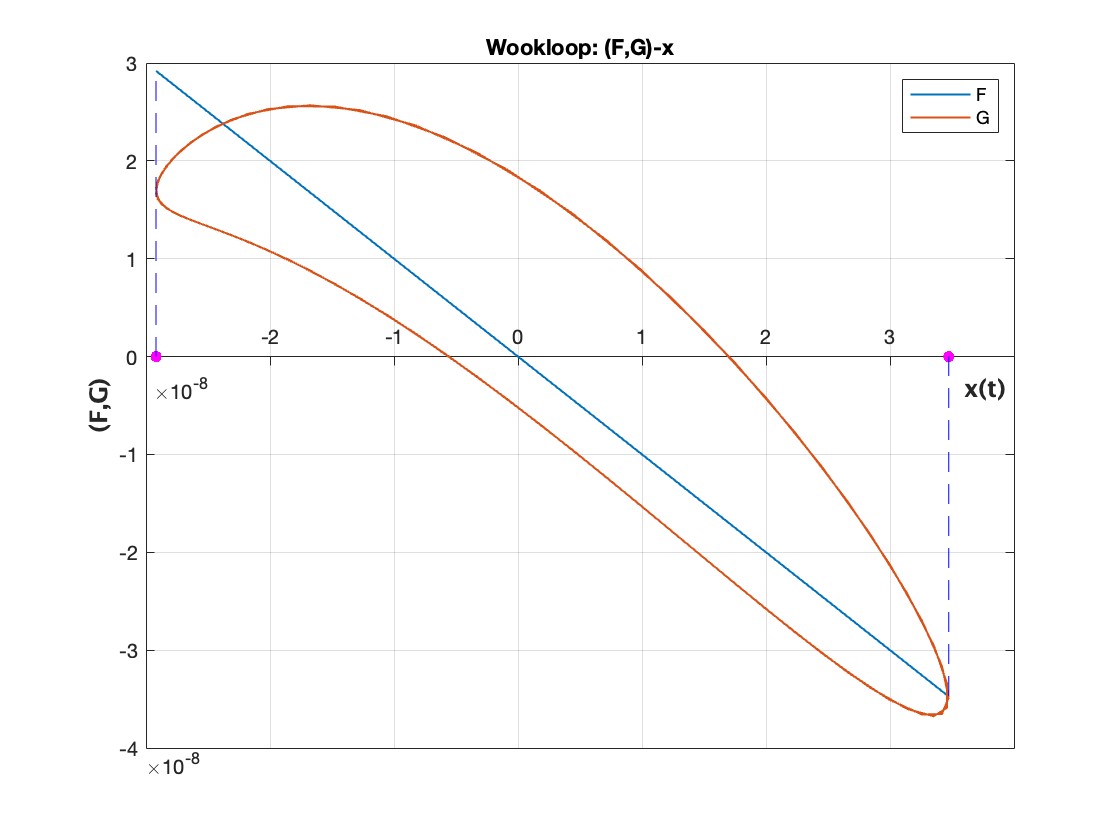 Wookloop: (F,G)-x
F
G
3
2
1
0
-1
-2
-3
-4
-2 -1 0 1 2 3
×10-8
x(t)
(F,G)
×10-8